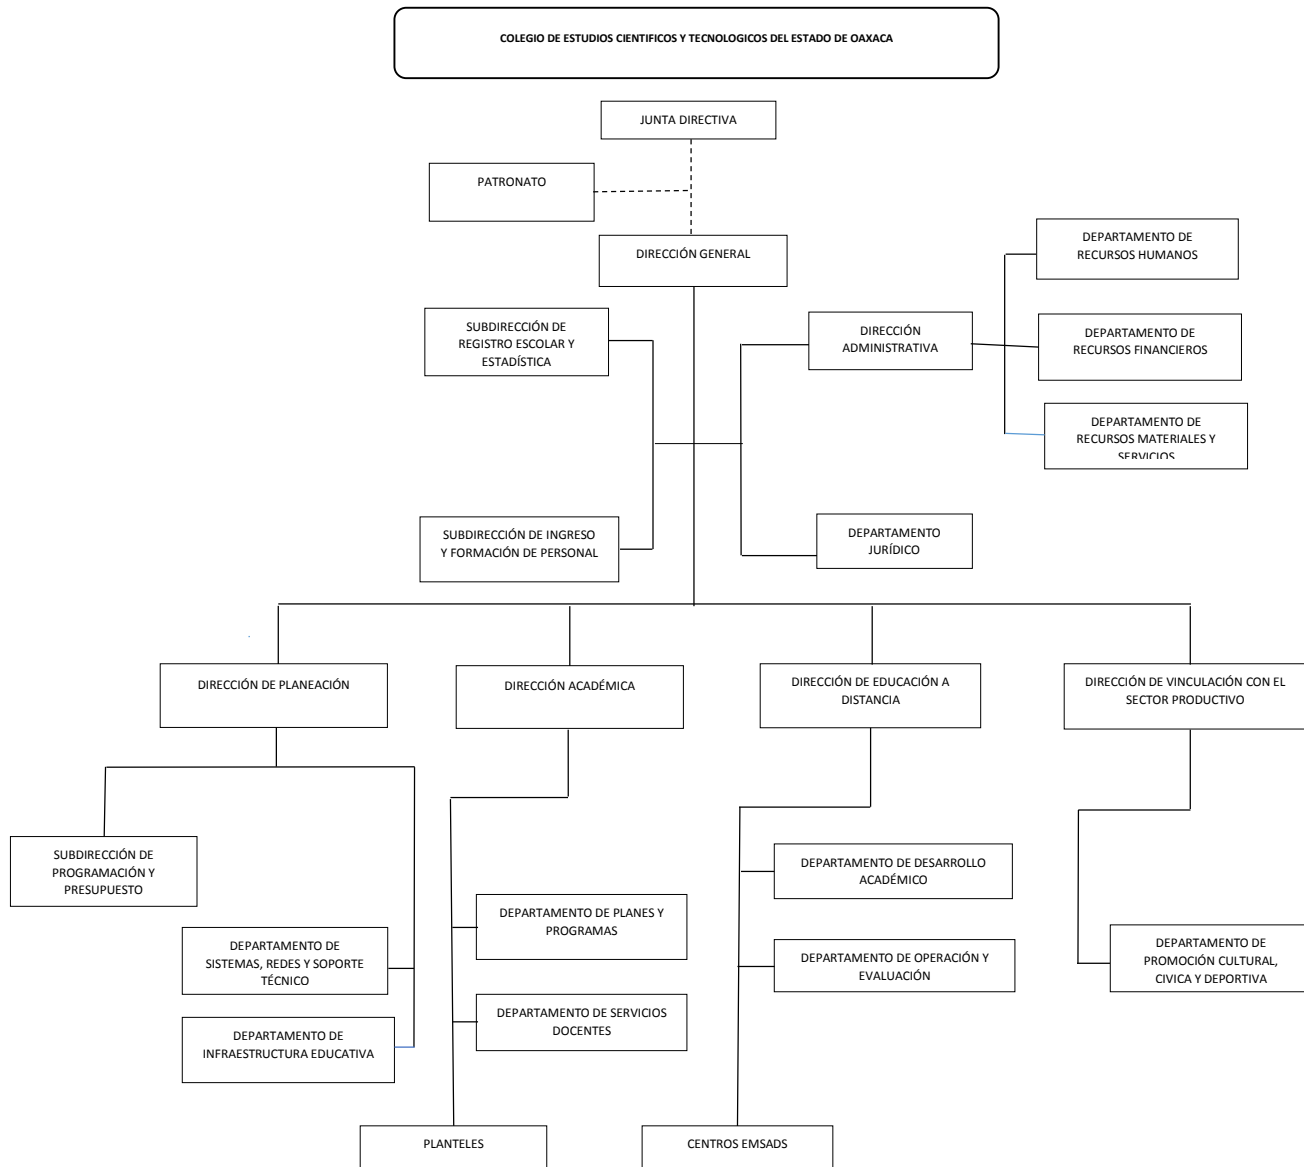 COLEGIO DE ESTUDIOS CIENTIFICOS Y TECNOLOGICOS DEL ESTADO DE OAXACA
JUNTA DIRECTIVA
PATRONATO
DIRECCIÓN GENERAL
DEPARTAMENTO DE
RECURSOS HUMANOS
SUBDIRECCIÓN DE
REGISTRO ESCOLAR Y
ESTADÍSTICA
DIRECCIÓN
ADMINISTRATIVA
DEPARTAMENTO DE
RECURSOS FINANCIEROS
DEPARTAMENTO DE
RECURSOS MATERIALES Y
SERVICIOS
SUBDIRECCIÓN DE INGRESO
Y FORMACIÓN DE PERSONAL
DEPARTAMENTO
JURÍDICO
DIRECCIÓN DE PLANEACIÓN
DIRECCIÓN ACADÉMICA
DIRECCIÓN DE EDUCACIÓN A
DISTANCIA
DIRECCIÓN DE VINCULACIÓN CON EL
SECTOR PRODUCTIVO
SUBDIRECCIÓN DE
PROGRAMACIÓN Y
PRESUPUESTO
DEPARTAMENTO DE
SISTEMAS, REDES Y SOPORTE
TÉCNICO
DEPARTAMENTO DE
INFRAESTRUCTURA EDUCATIVA
DEPARTAMENTO DE PLANES Y
PROGRAMAS
DEPARTAMENTO DE SERVICIOS
DOCENTES
PLANTELES
DEPARTAMENTO DE DESARROLLO
ACADÉMICO
DEPARTAMENTO DE OPERACIÓN Y
EVALUACIÓN
CENTROS EMSADS
DEPARTAMENTO DE
PROMOCIÓN CULTURAL,
CIVICA Y DEPORTIVA